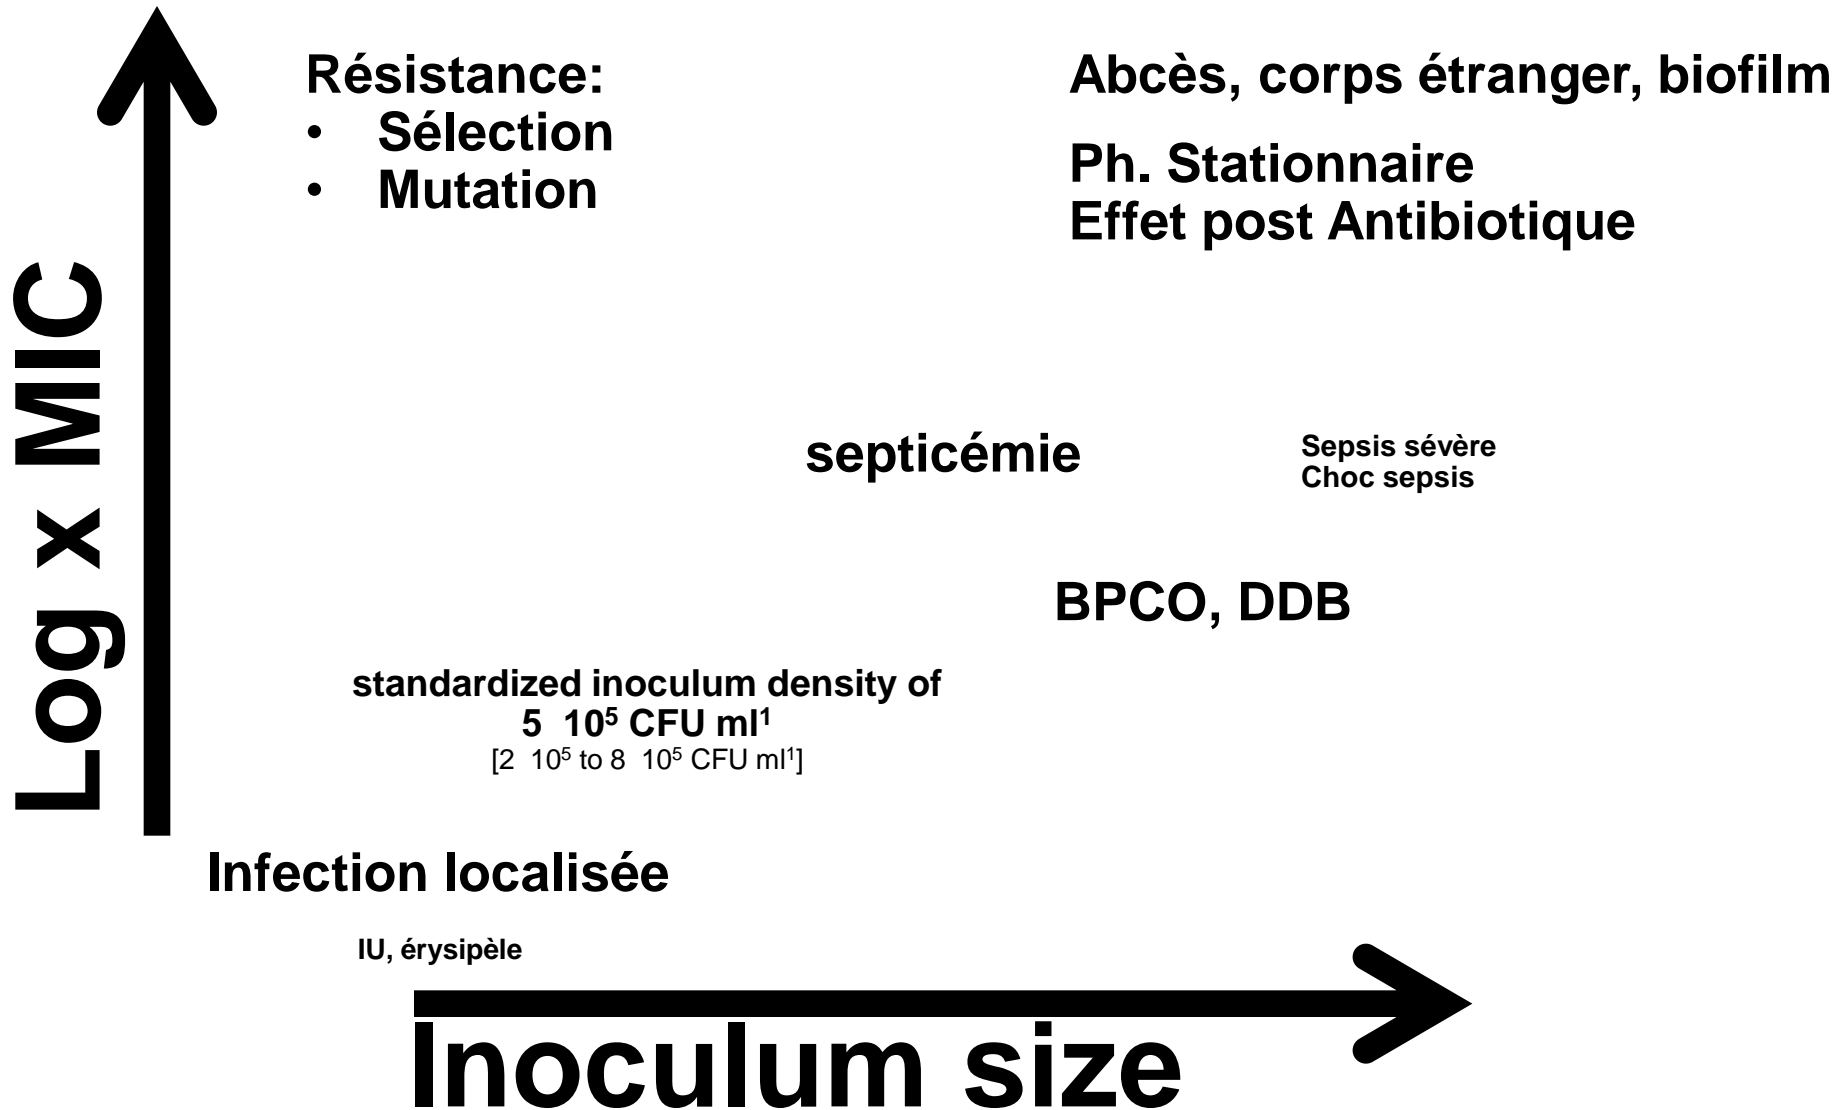 Log x MIC
Résistance:
• Sélection
• Mutation
Abcès, corps étranger, biofilm
Ph. Stationnaire
Effet post Antibiotique
septicémie
Sepsis sévère
Choc sepsis
BPCO, DDB
standardized inoculum density of
5 10⁵ CFU ml¹
[2 10⁵ to 8 10⁵ CFU ml¹]
Infection localisée
IU, érysipèle
Inoculum size